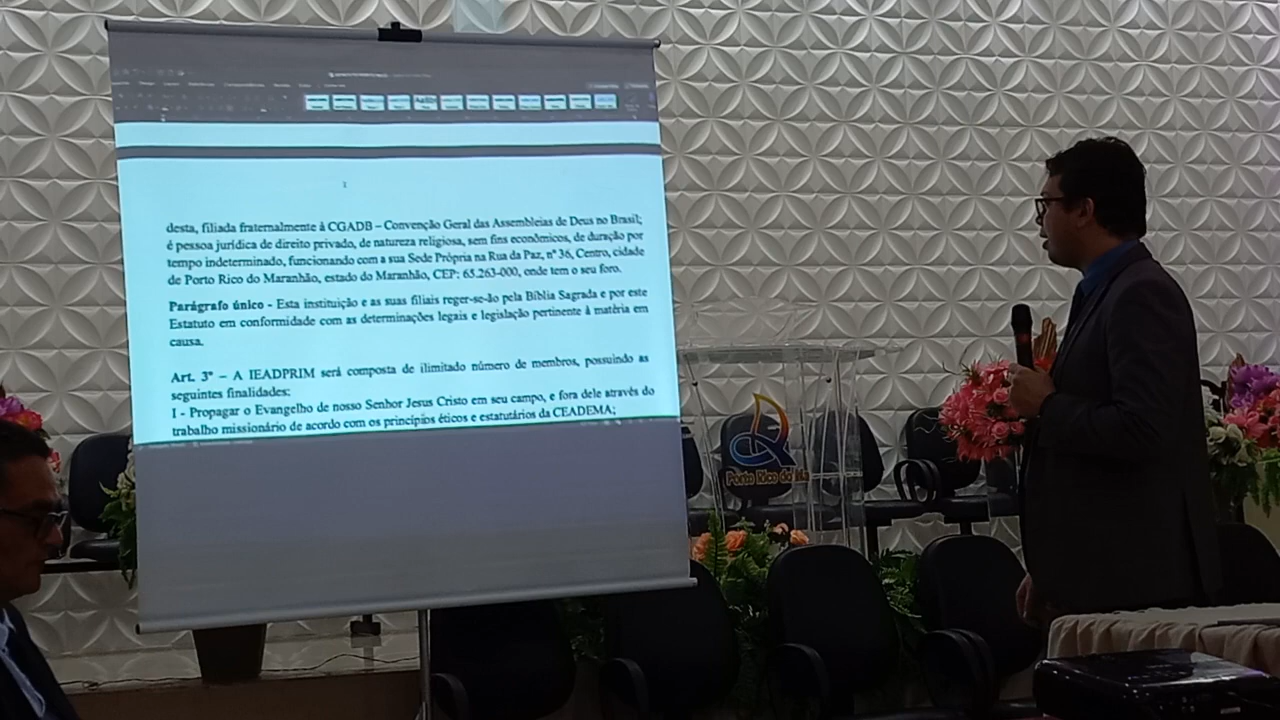 desta, filiada fraternalmente à CGADB – Convenção Geral das Assembleias de Deus no Brasil;
é pessoa jurídica de direito privado, de natureza religiosa, sem fins econômicos, de duração por
tempo indeterminado, funcionando com a sua Sede Própria na Rua da Paz, nº 36, Centro, cidade
de Porto Rico do Maranhão, estado do Maranhão, CEP: 65.263-000, onde tem o seu foro.
Parágrafo único - Esta instituição e as suas filiais reger-se-ão pela Bíblia Sagrada e por este
Estatuto em conformidade com as determinações legais e legislação pertinente à matéria em
causa.
Art. 3º – A IEADPRIM será composta de ilimitado número de membros, possuindo as
seguintes finalidades:
I - Propagar o Evangelho de nosso Senhor Jesus Cristo em seu campo, e fora dele através do
trabalho missionário de acordo com os princípios éticos e estatutários da CEADEMA;
Porto Rico do Ma